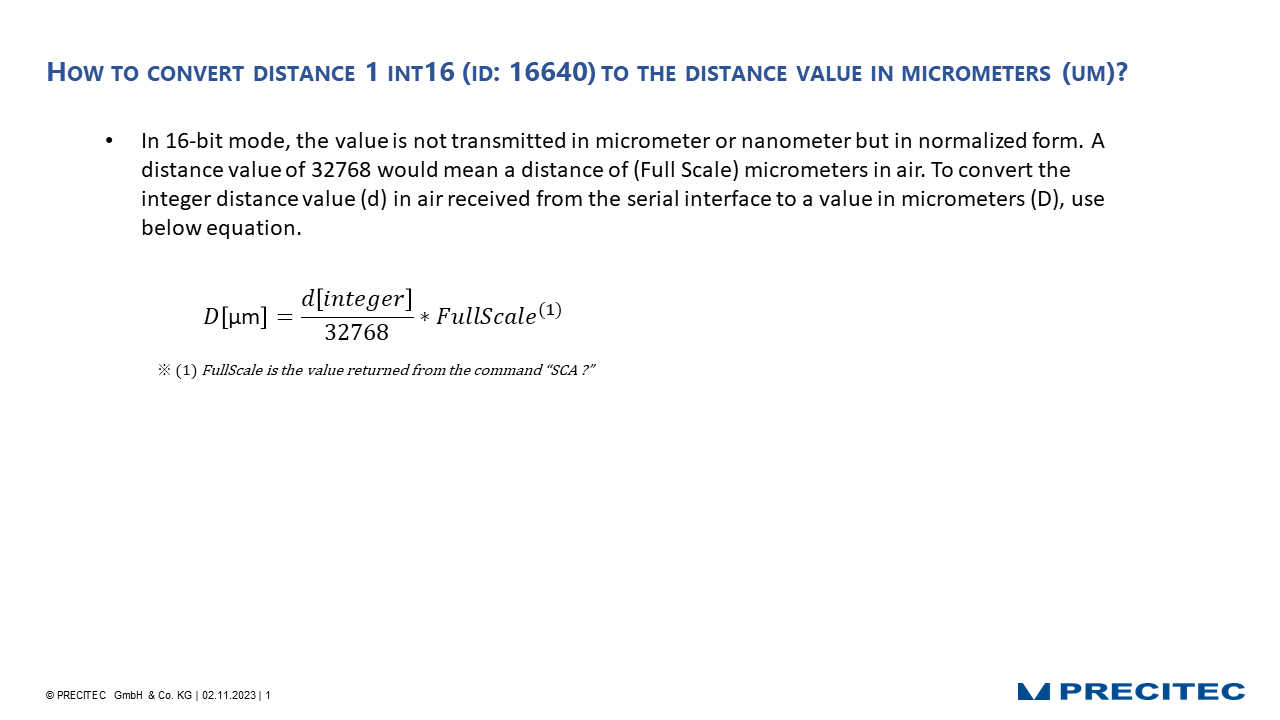 HOW TO CONVERT DISTANCE 1 INT16 (ID: 16640) TO THE DISTANCE VALUE IN MICROMETERS (UM)?
• In 16-bit mode, the value is not transmitted in micrometer or nanometer but in normalized form. A
distance value of 32768 would mean a distance of (Full Scale) micrometers in air. To convert the
integer distance value (d) in air received from the serial interface to a value in micrometers (D), use
below equation.
D[µm] = d[integer] / 32768 * FullScale⁽¹⁾
※ (1) FullScale is the value returned from the command “SCA ?”
© PRECITEC GmbH & Co. KG | 02.11.2023 | 1
PRECITEC